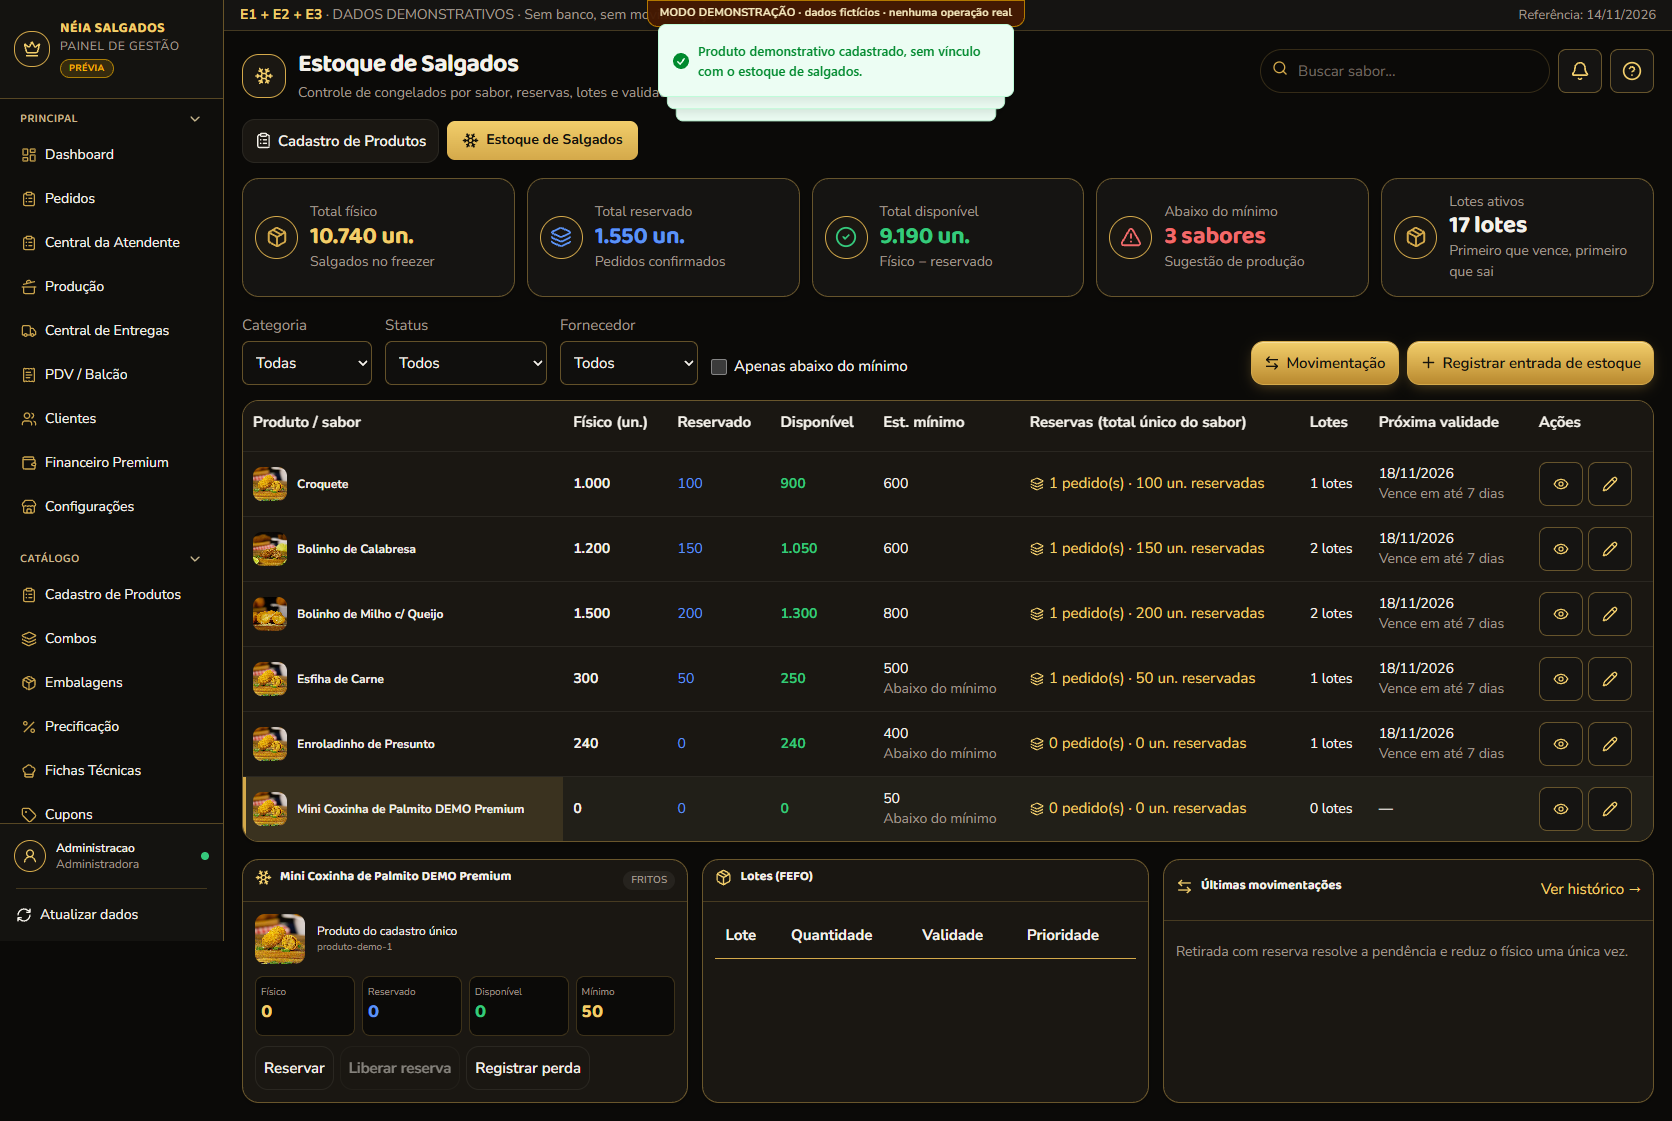 NÉIA SALGADOS
PAINEL DE GESTÃO
PRÉVIA
PRINCIPAL
Dashboard
Pedidos
Central da Atendente
Produção
Central de Entregas
PDV / Balcão
Clientes
Financeiro Premium
Configurações
CATÁLOGO
Cadastro de Produtos
Combos
Embalagens
Precificação
Fichas Técnicas
Cupons
Administracao
Administradora
Atualizar dados
E1 + E2 + E3 · DADOS DEMONSTRATIVOS · Sem banco, sem mo
MODO DEMONSTRAÇÃO · dados fictícios · nenhuma operação real
Referência: 14/11/2026
Produto demonstrativo cadastrado, sem vínculo
com o estoque de salgados.
Estoque de Salgados
Controle de congelados por sabor, reservas, lotes e valida
Buscar sabor...
Cadastro de Produtos
Estoque de Salgados
Total físico
10.740 un.
Salgados no freezer
Total reservado
1.550 un.
Pedidos confirmados
Total disponível
9.190 un.
Físico – reservado
Abaixo do mínimo
3 sabores
Sugestão de produção
Lotes ativos
17 lotes
Primeiro que vence, primeiro
que sai
Categoria
Todas
Status
Todos
Fornecedor
Todos
Apenas abaixo do mínimo
Movimentação
+ Registrar entrada de estoque
Produto / sabor Físico (un.) Reservado Disponível Est. mínimo Reservas (total único do sabor) Lotes Próxima validade Ações
Croquete 1.000 100 900 600 1 pedido(s) · 100 un. reservadas 1 lotes 18/11/2026
Vence em até 7 dias
Bolinho de Calabresa 1.200 150 1.050 600 1 pedido(s) · 150 un. reservadas 2 lotes 18/11/2026
Vence em até 7 dias
Bolinho de Milho c/ Queijo 1.500 200 1.300 800 1 pedido(s) · 200 un. reservadas 2 lotes 18/11/2026
Vence em até 7 dias
Esfiha de Carne 300 50 250 500 1 pedido(s) · 50 un. reservadas 1 lotes 18/11/2026
Abaixo do mínimo Vence em até 7 dias
Enroladinho de Presunto 240 0 240 400 0 pedido(s) · 0 un. reservadas 1 lotes 18/11/2026
Abaixo do mínimo Vence em até 7 dias
Mini Coxinha de Palmito DEMO Premium 0 0 0 50 0 pedido(s) · 0 un. reservadas 0 lotes —
Abaixo do mínimo
Mini Coxinha de Palmito DEMO Premium
FRITOS
Produto do cadastro único
produto-demo-1
Físico
0
Reservado
0
Disponível
0
Mínimo
50
Reservar
Liberar reserva
Registrar perda
Lotes (FEFO)
Lote Quantidade Validade Prioridade
Últimas movimentações
Ver histórico →
Retirada com reserva resolve a pendência e reduz o físico uma única vez.